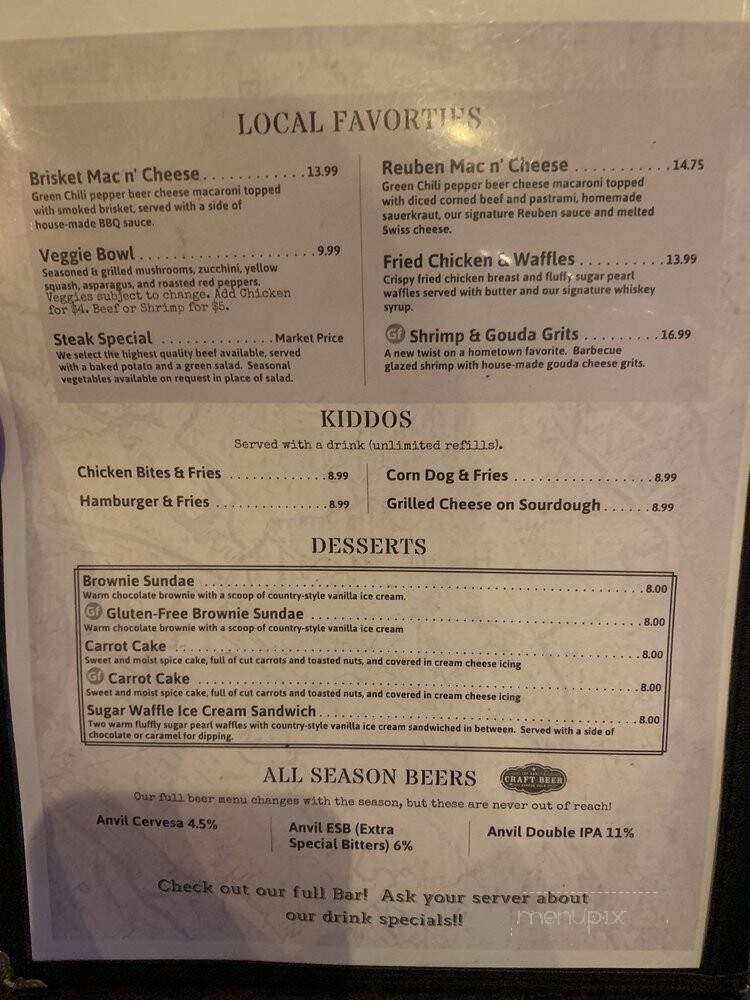 LOCAL FAVORTIES
Brisket Mac n' Cheese............13.99
Green Chili pepper beer cheese macaroni topped
with smoked brisket, served with a side of
house-made BBQ sauce.
Veggie Bowl........................9.99
Seasoned & grilled mushrooms, zucchini, yellow
squash, asparagus, and roasted red peppers.
Veggies subject to change. Add Chicken
for $4. Beef or Shrimp for $5.
Steak Special ..............Market Price
We select the highest quality beef available, served
with a baked potato and a green salad. Seasonal
vegetables available on request in place of salad.
Reuben Mac n' Cheese ...........14.75
Green Chili pepper beer cheese macaroni topped
with diced corned beef and pastrami, homemade
sauerkraut, our signature Reuben sauce and melted
Swiss cheese.
Fried Chicken & Waffles ..........13.99
Crispy fried chicken breast and fluffy sugar pearl
waffles served with butter and our signature whiskey
syrup.
Gf Shrimp & Gouda Grits .........16.99
A new twist on a hometown favorite. Barbecue
glazed shrimp with house-made gouda cheese grits.
KIDDOS
Served with a drink (unlimited refills).
Chicken Bites & Fries .............8.99
Hamburger & Fries ...............8.99
Corn Dog & Fries ..................8.99
Grilled Cheese on Sourdough......8.99
DESSERTS
Brownie Sundae ........................8.00
Warm chocolate brownie with a scoop of country-style vanilla ice cream.
Gf Gluten-Free Brownie Sundae ........................8.00
Warm chocolate brownie with a scoop of country-style vanilla ice cream
Carrot Cake ........................8.00
Sweet and moist spice cake, full of cut carrots and toasted nuts, and covered in cream cheese icing
Gf Carrot Cake ........................8.00
Sweet and moist spice cake, full of cut carrots and toasted nuts, and covered in cream cheese icing
Sugar Waffle Ice Cream Sandwich........................8.00
Two warm fluffly sugar pearl waffles with country-style vanilla ice cream sandwiched in between. Served with a side of
chocolate or caramel for dipping.
ALL SEASON BEERS
CRAFT BEER
Our full beer menu changes with the season, but these are never out of reach!
Anvil Cervesa 4.5%
Anvil ESB (Extra
Special Bitters) 6%
Anvil Double IPA 11%
Check out our full Bar! Ask your server about
our drink specials!!
menupix